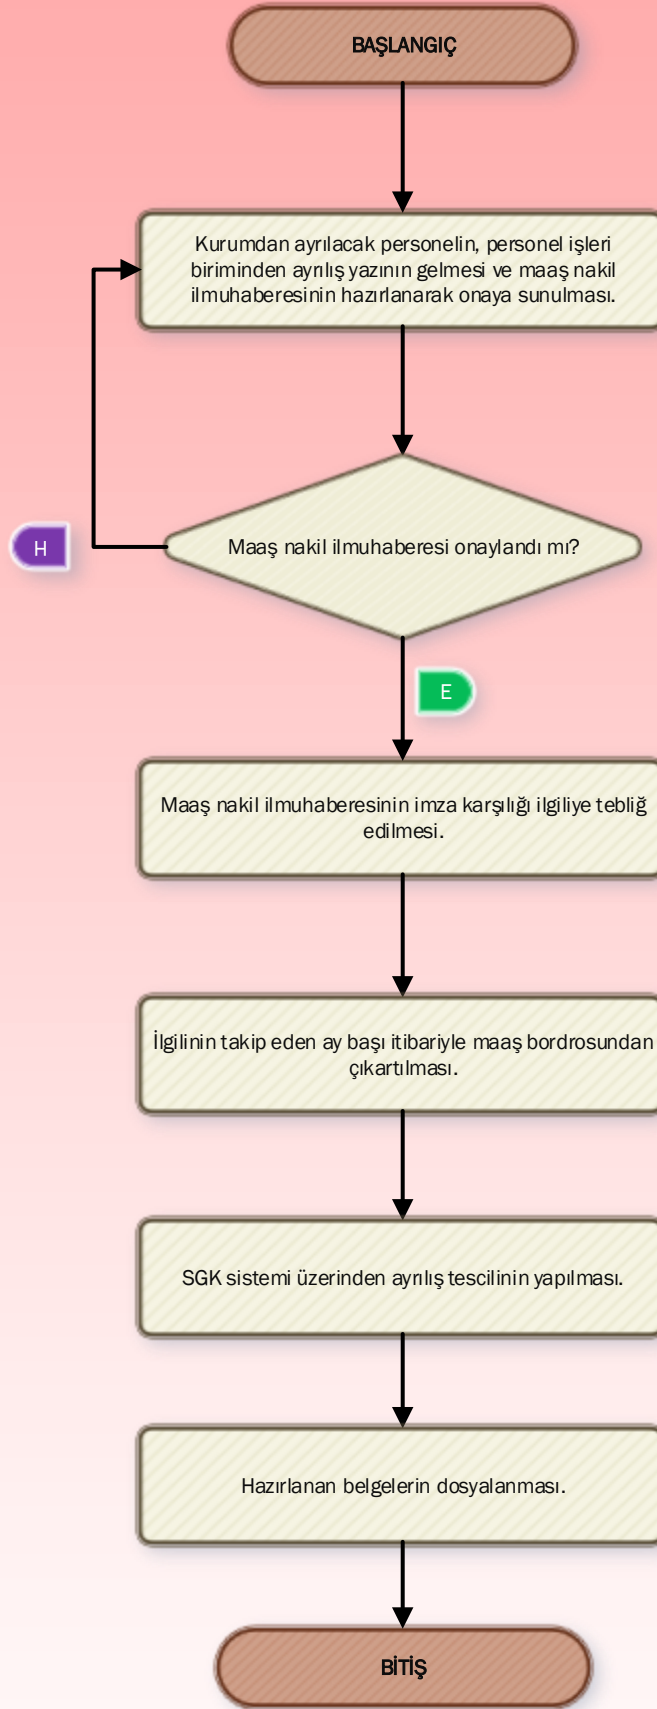 BAŞLANGIÇ
Kurumdan ayrılacak personelin, personel işleri
biriminden ayrılış yazının gelmesi ve maaş nakil
ilmuhaberesinin hazırlanarak onaya sunulması.
Maaş nakil ilmuhaberesi onaylandı mı?
H
E
Maaş nakil ilmuhaberesinin imza karşılığı ilgiliye tebliğ
edilmesi.
İlgilinin takip eden ay başı itibariyle maaş bordrosundan
çıkartılması.
SGK sistemi üzerinden ayrılış tescilinin yapılması.
Hazırlanan belgelerin dosyalanması.
BİTİŞ